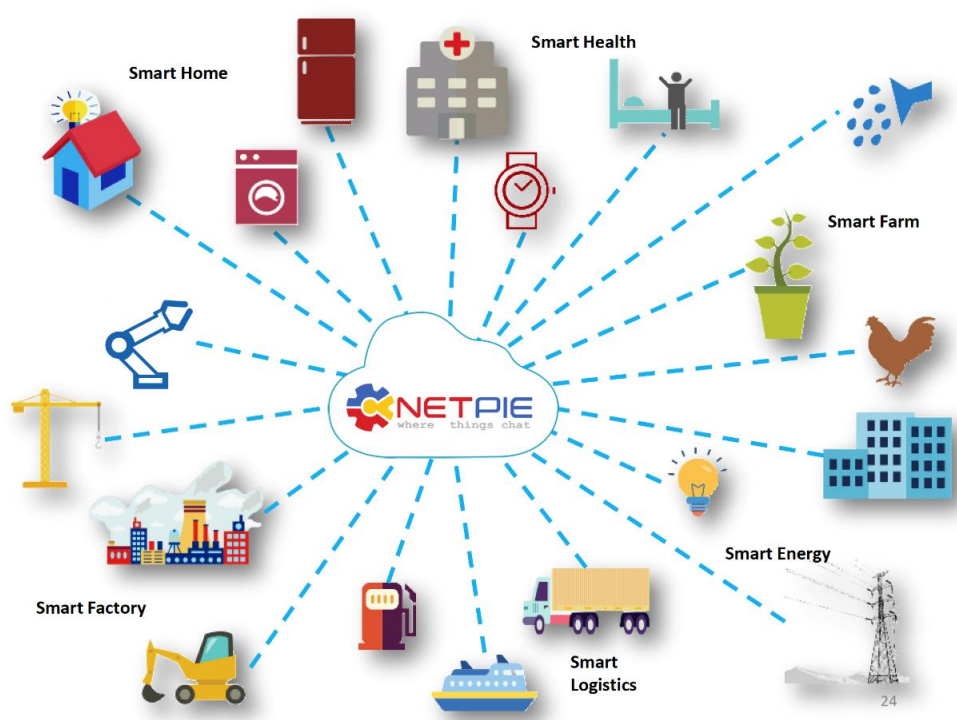 Smart Home
Smart Health
Smart Farm
NETPIE
where things chat
Smart Energy
Smart Factory
Smart
Logistics
24